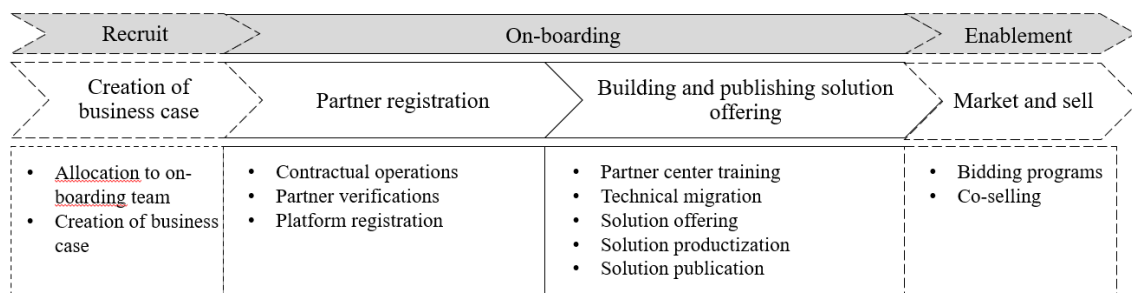 Recruit
On-boarding
Enablement
Creation of
business case
Partner registration
Building and publishing solution
offering
Market and sell
• Allocation to on-
boarding team
• Creation of business
case
• Contractual operations
• Partner verifications
• Platform registration
• Partner center training
• Technical migration
• Solution offering
• Solution productization
• Solution publication
• Bidding programs
• Co-selling